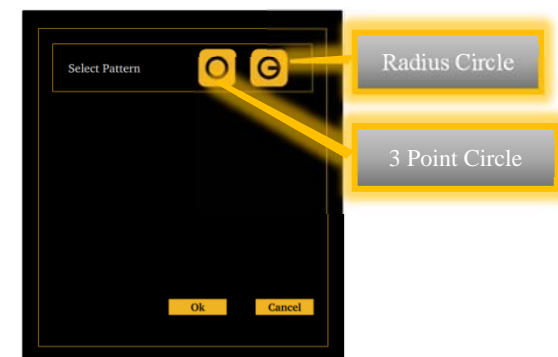 Select Pattern
Radius Circle
3 Point Circle
Ok Cancel